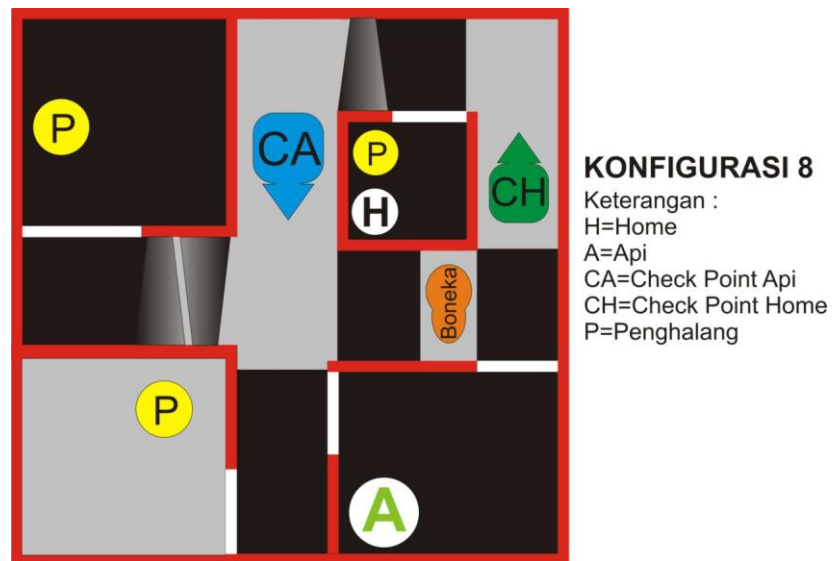 P
CA
P
H
CH
Boneka
P
A
KONFIGURASI 8
Keterangan :
H=Home
A=Api
CA=Check Point Api
CH=Check Point Home
P=Penghalang